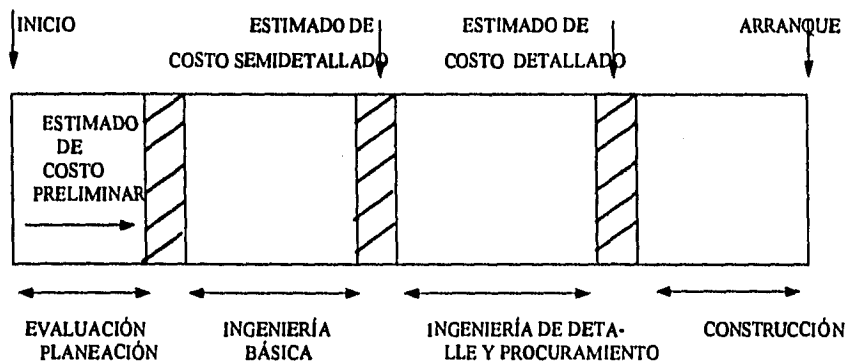 INICIO
ESTIMADO DE
COSTO SEMIDETALLADO
ESTIMADO DE
COSTO DETALLADO
ARRANQUE
ESTIMADO
DE
COSTO
PRELIMINAR
EVALUACIÓN
PLANEACIÓN
INGENIERÍA
BÁSICA
INGENIERÍA DE DETA-
LLE Y PROCURAMIENTO
CONSTRUCCIÓN